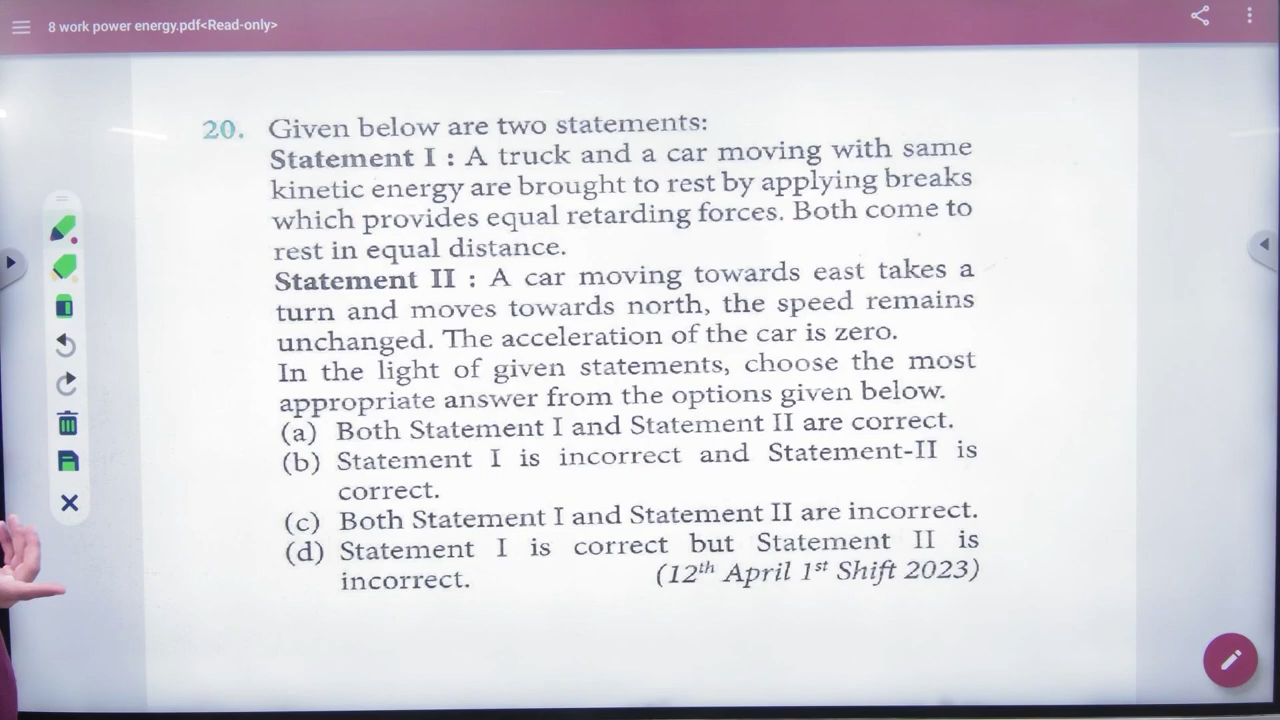 8 work power energy.pdf<Read-only>
20. Given below are two statements:
Statement I : A truck and a car moving with same
kinetic energy are brought to rest by applying breaks
which provides equal retarding forces. Both come to
rest in equal distance.
Statement II : A car moving towards east takes a
turn and moves towards north, the speed remains
unchanged. The acceleration of the car is zero.
In the light of given statements, choose the most
appropriate answer from the options given below.
(a) Both Statement I and Statement II are correct.
(b) Statement I is incorrect and Statement-II is
correct.
(c) Both Statement I and Statement II are incorrect.
(d) Statement I is correct but Statement II is
incorrect. (12th April 1st Shift 2023)